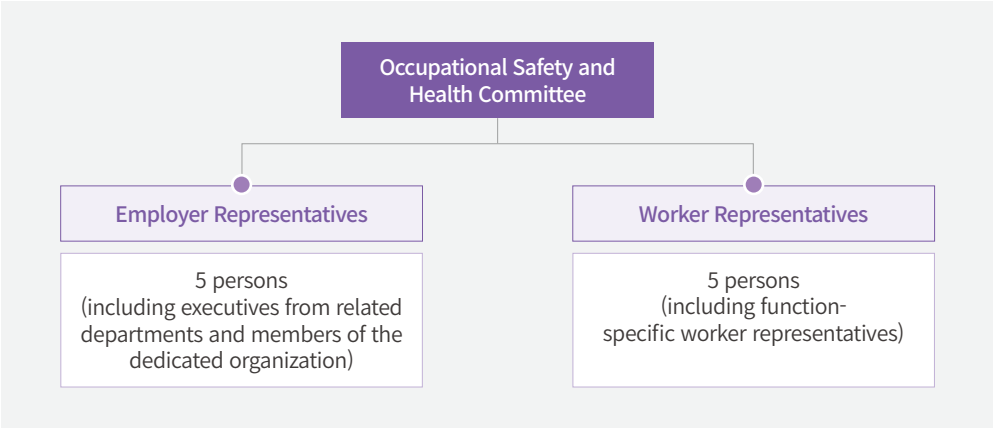 Occupational Safety and
Health Committee
Employer Representatives
5 persons
(including executives from related
departments and members of the
dedicated organization)
Worker Representatives
5 persons
(including function-
specific worker representatives)